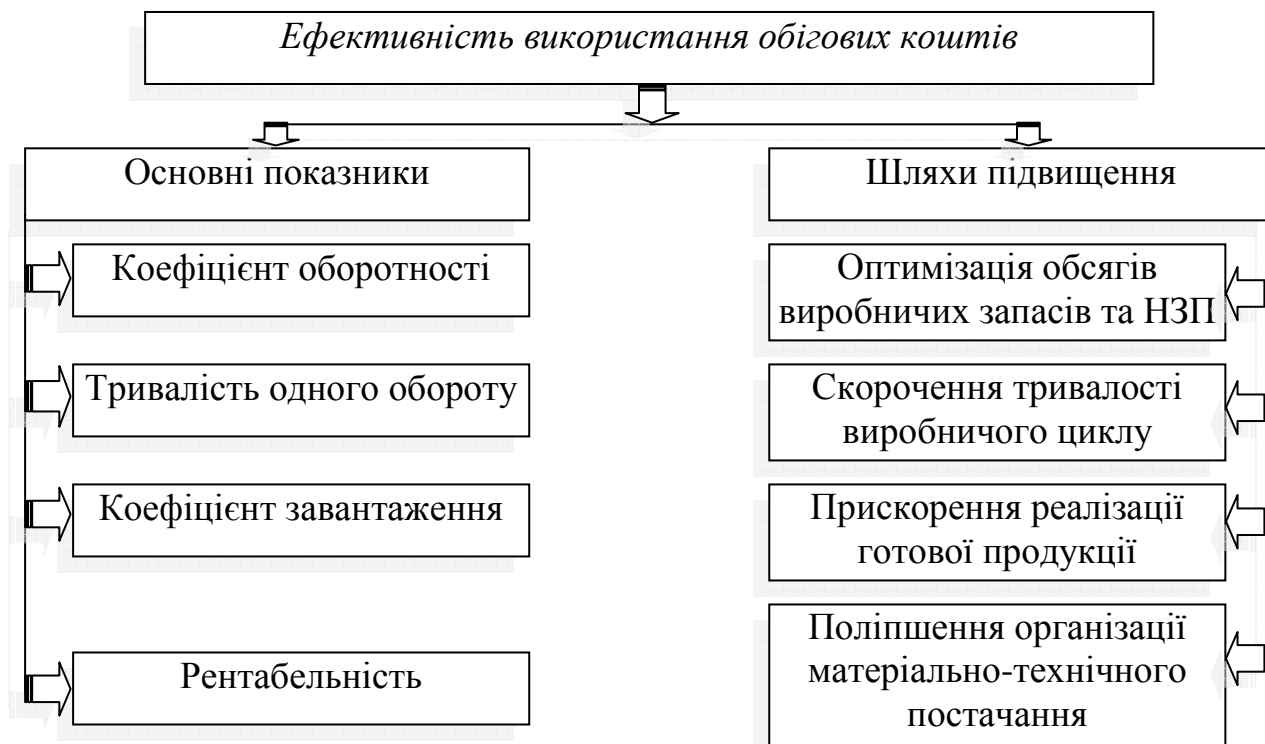 Ефективність використання обігових коштів
Основні показники
Коефіцієнт оборотності
Тривалість одного обороту
Коефіцієнт завантаження
Рентабельність
Шляхи підвищення
Оптимізація обсягів
виробничих запасів та НЗП
Скорочення тривалості
виробничого циклу
Прискорення реалізації
готової продукції
Поліпшення організації
матеріально-технічного
постачання